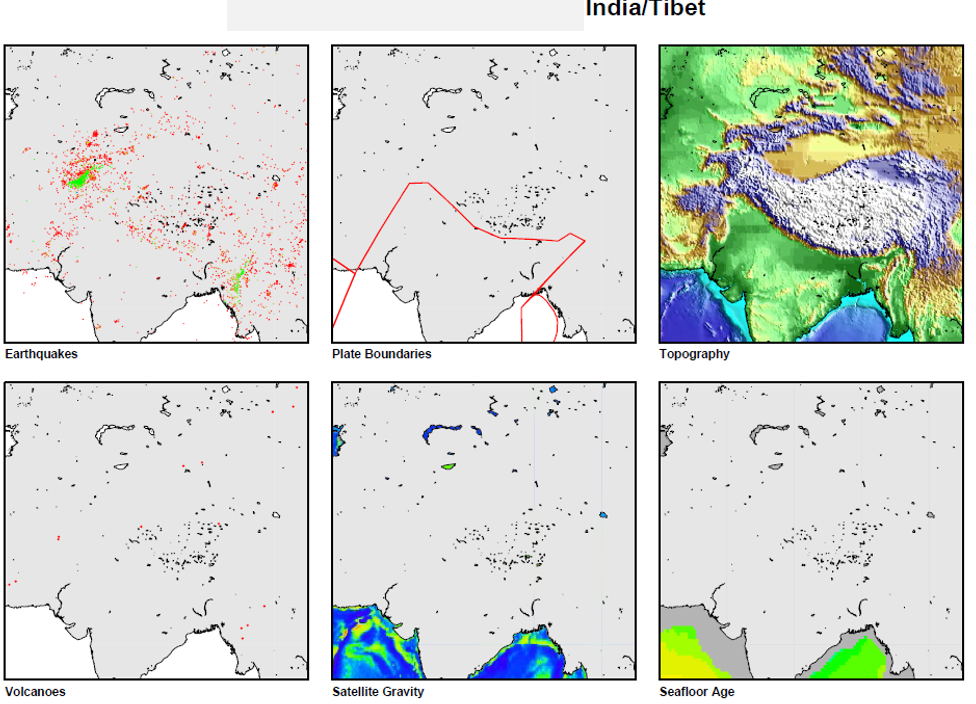 India/Tibet
Earthquakes
Plate Boundaries
Topography
Volcanoes
Satellite Gravity
Seafloor Age